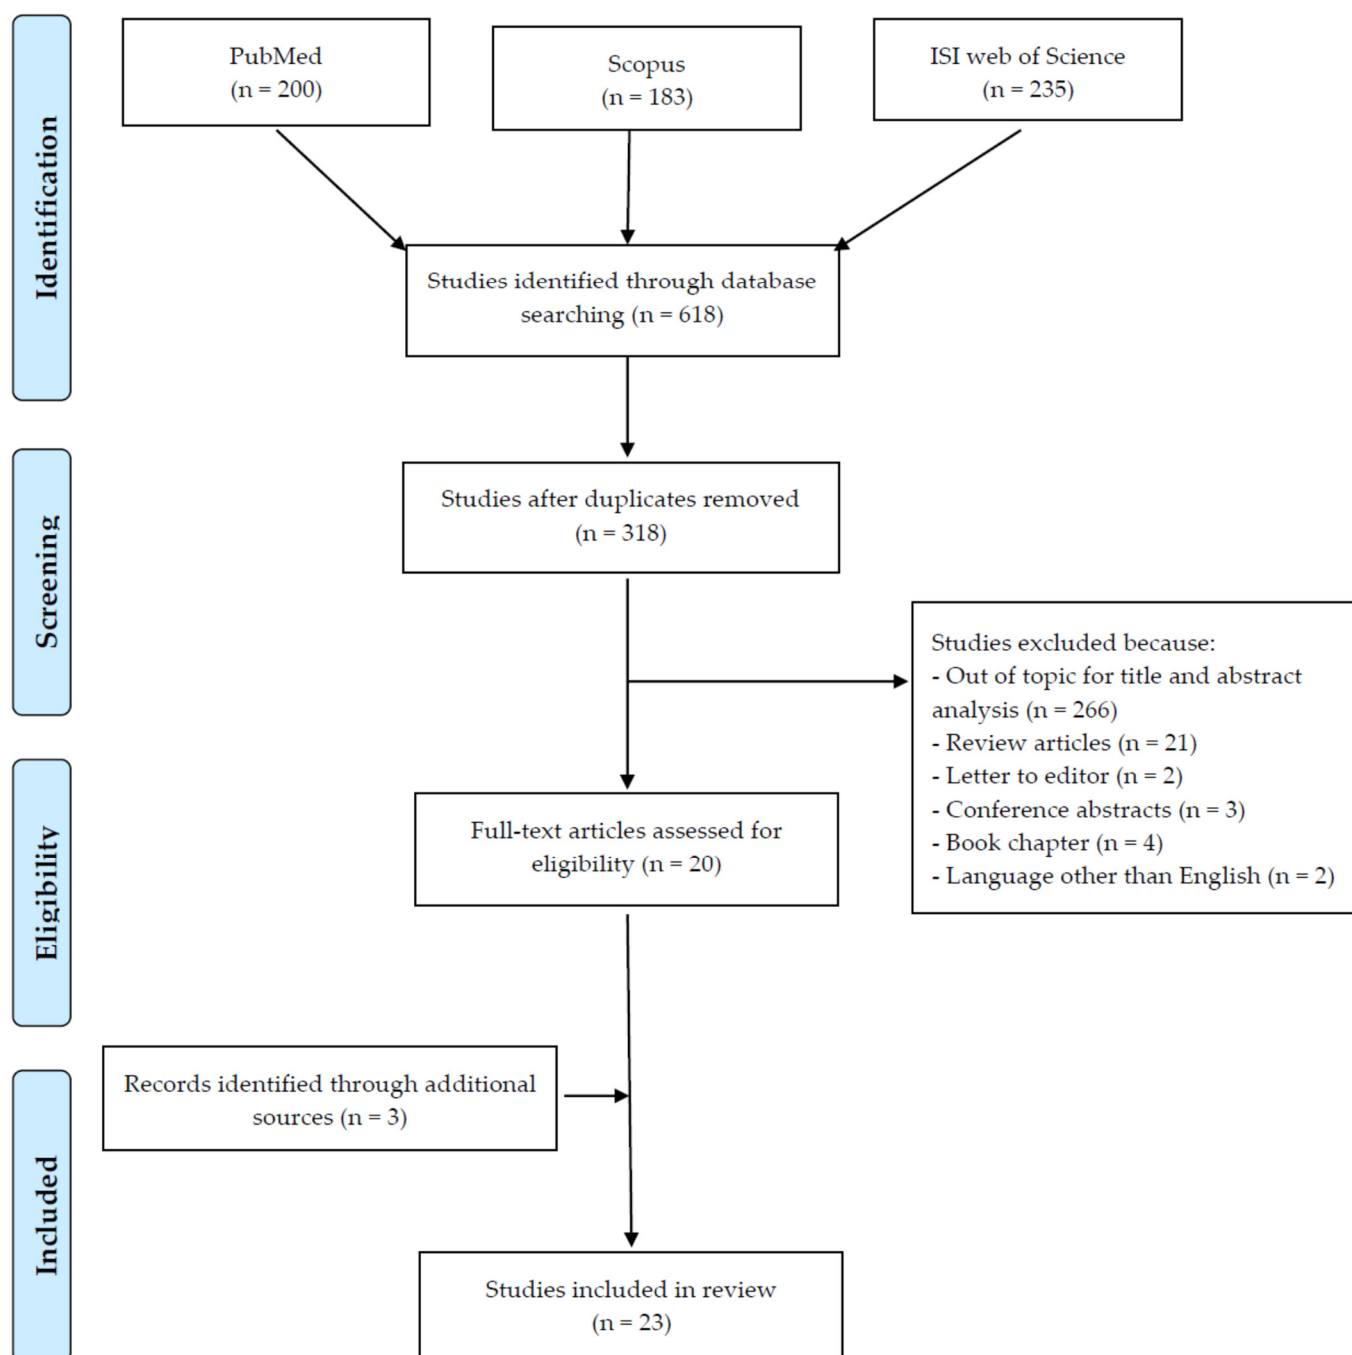 Identification
PubMed
(n = 200)
Scopus
(n = 183)
ISI web of Science
(n = 235)
Studies identified through database
searching (n = 618)
Screening
Studies after duplicates removed
(n = 318)
Studies excluded because:
- Out of topic for title and abstract
analysis (n = 266)
- Review articles (n = 21)
- Letter to editor (n = 2)
- Conference abstracts (n = 3)
- Book chapter (n = 4)
- Language other than English (n = 2)
Eligibility
Full-text articles assessed for
eligibility (n = 20)
Included
Records identified through additional
sources (n = 3)
Studies included in review
(n = 23)